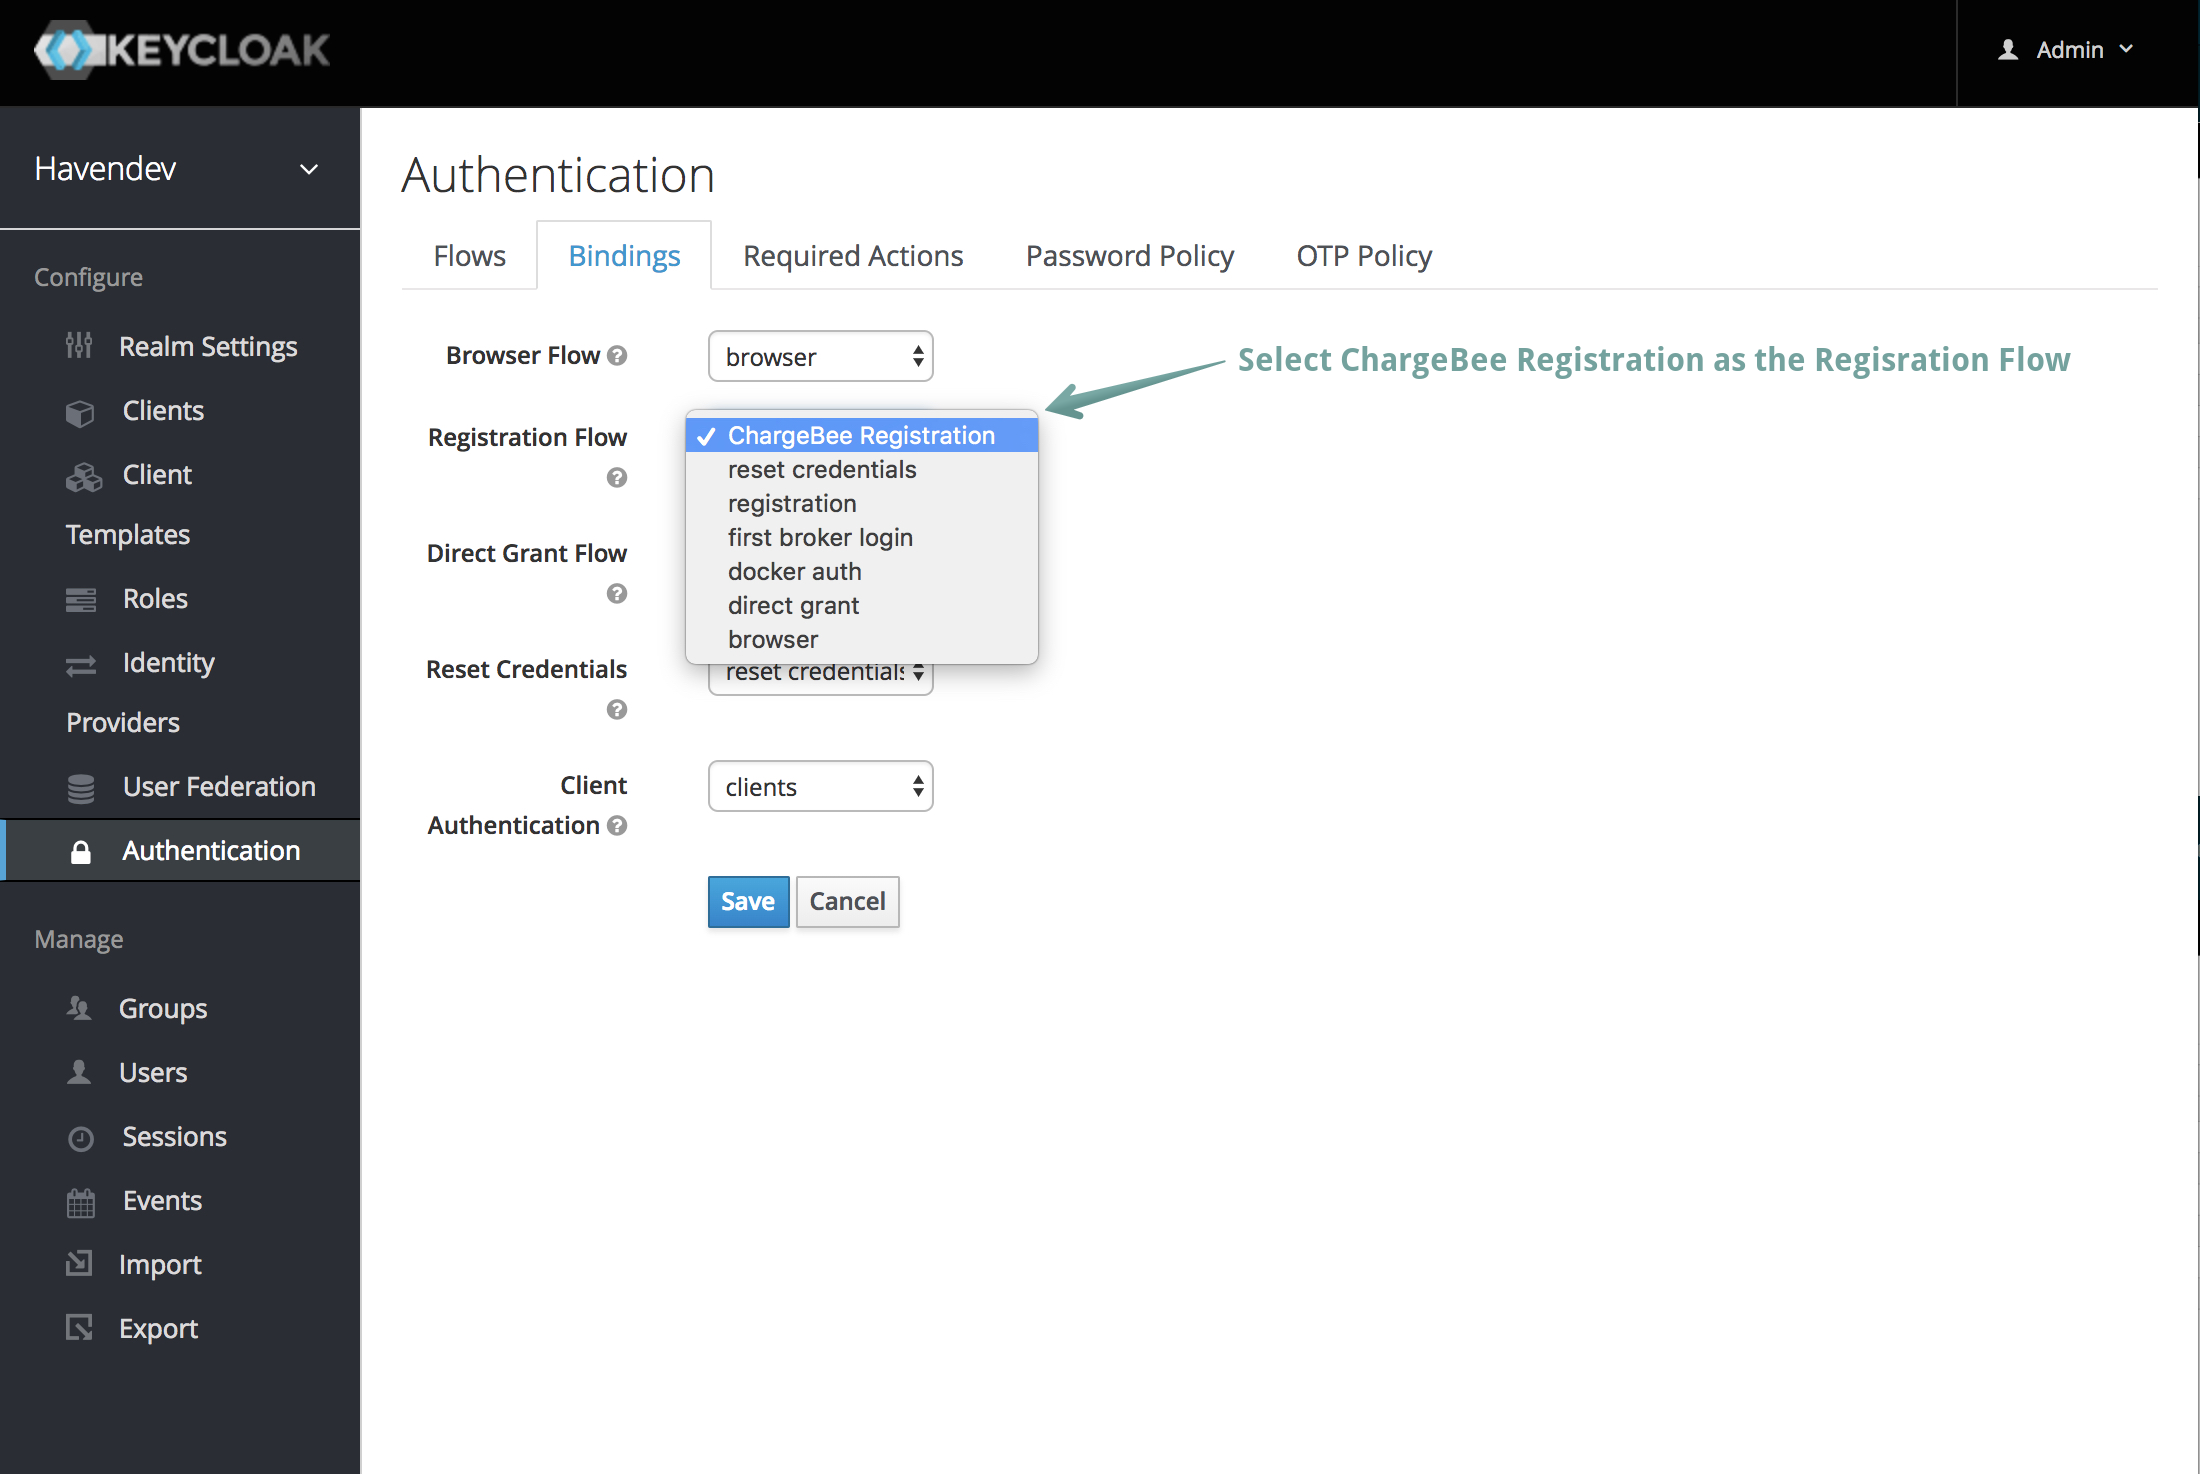 KEYCLOAK
Admin
Havendev
Configure
Realm Settings
Clients
Client
Templates
Roles
Identity
Providers
User Federation
Authentication
Manage
Groups
Users
Sessions
Events
Import
Export
Authentication
Flows Bindings Required Actions Password Policy OTP Policy
Browser Flow ? browser
Select ChargeBee Registration as the Regisration Flow
Registration Flow
?
✓ ChargeBee Registration
reset credentials
registration
first broker login
docker auth
direct grant
browser
Direct Grant Flow
?
Reset Credentials
?
reset credentials
Client
Authentication ?
clients
Save Cancel